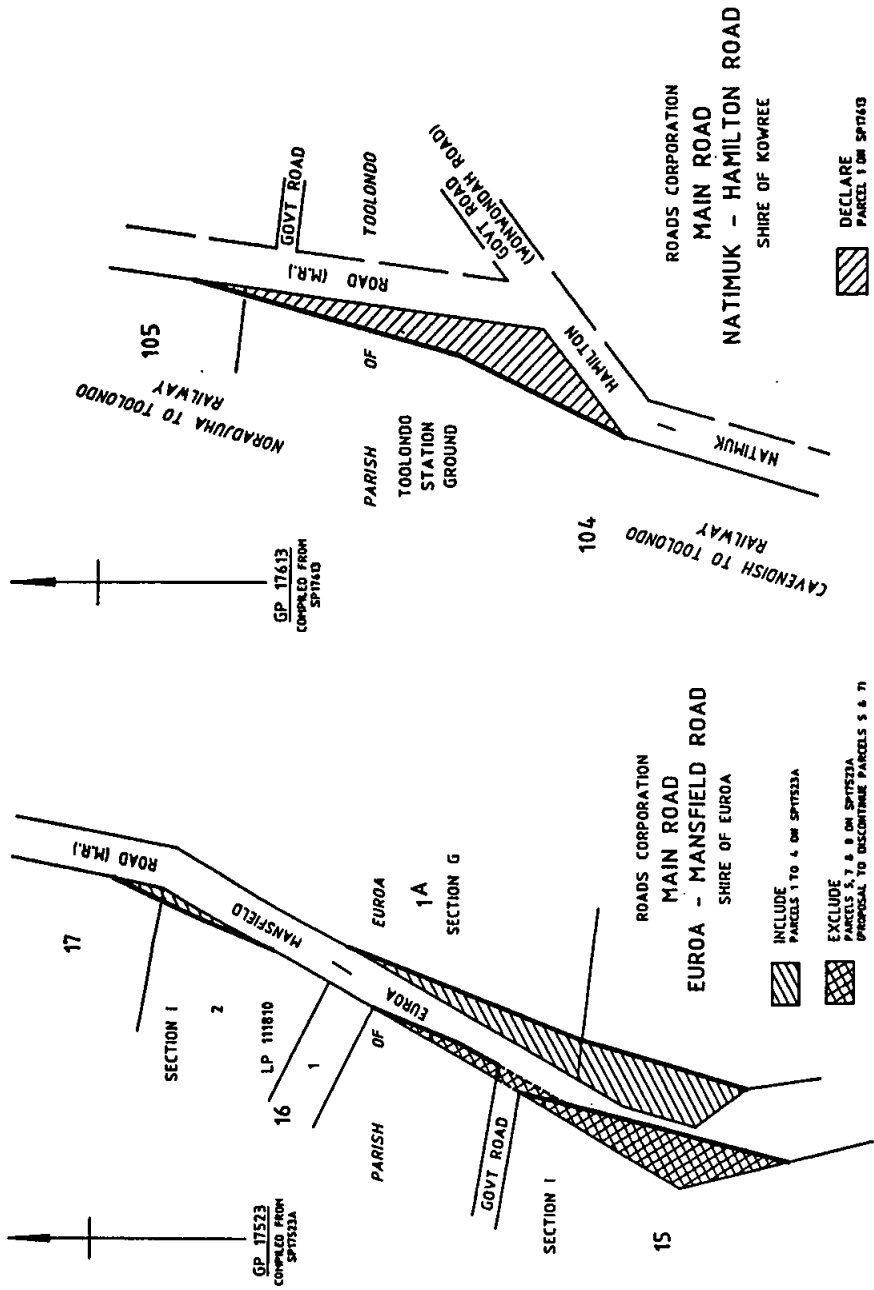 GP 17523
COMPILED FROM
SP17523A
17
ROAD (M.R.)
SECTION I
2
LP 111810
16
1
MANSFIELD
—
EUROA
PARISH
OF
EUROA
1A
SECTION G
GOVT ROAD
SECTION I
15
ROADS CORPORATION
MAIN ROAD
EUROA - MANSFIELD ROAD
SHIRE OF EUROA
INCLUDE
PARCELS 1 TO 4 ON SP17523A
EXCLUDE
PARCELS 5, 7 & 8 ON SP17523A
(PROPOSAL TO DISCONTINUE PARCELS 5 & 7)
GP 17613
COMPILED FROM
SP17613
NORADJUHA TO TOOLONDO
RAILWAY
105
GOVT ROAD
ROAD (M.R.)
PARISH
OF
TOOLONDO
TOOLONDO
STATION
GROUND
GOVT ROAD
(WONWONDAH ROAD)
104
HAMILTON
—
NATIMUK
CAVENDISH TO TOOLONDO
RAILWAY
ROADS CORPORATION
MAIN ROAD
NATIMUK - HAMILTON ROAD
SHIRE OF KOWREE
DECLARE
PARCEL 1 ON SP17613